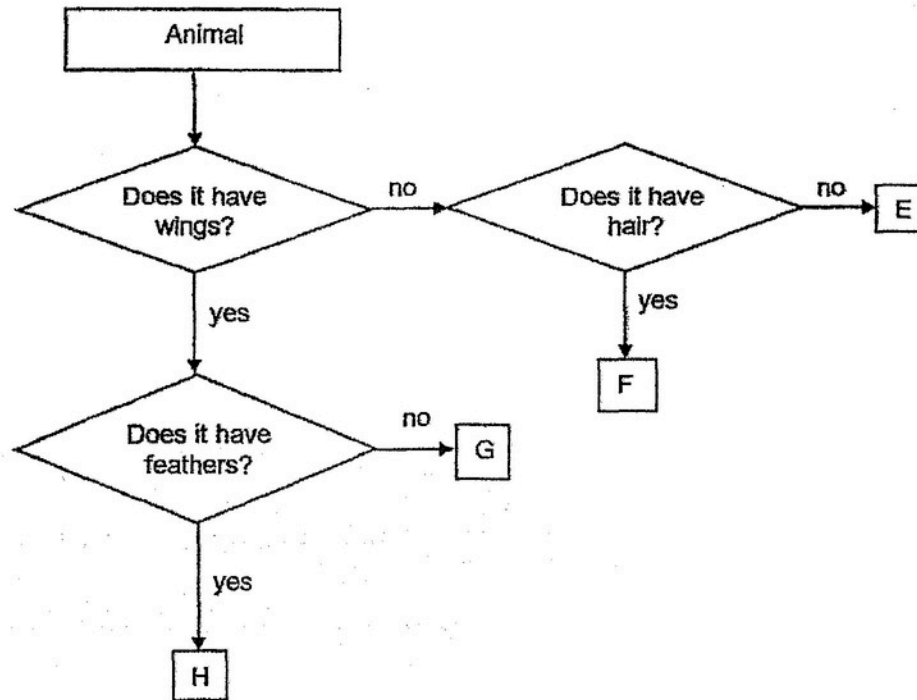 Animal
Does it have
wings?
no
Does it have
hair?
no
E
yes
yes
F
Does it have
feathers?
no
G
yes
H